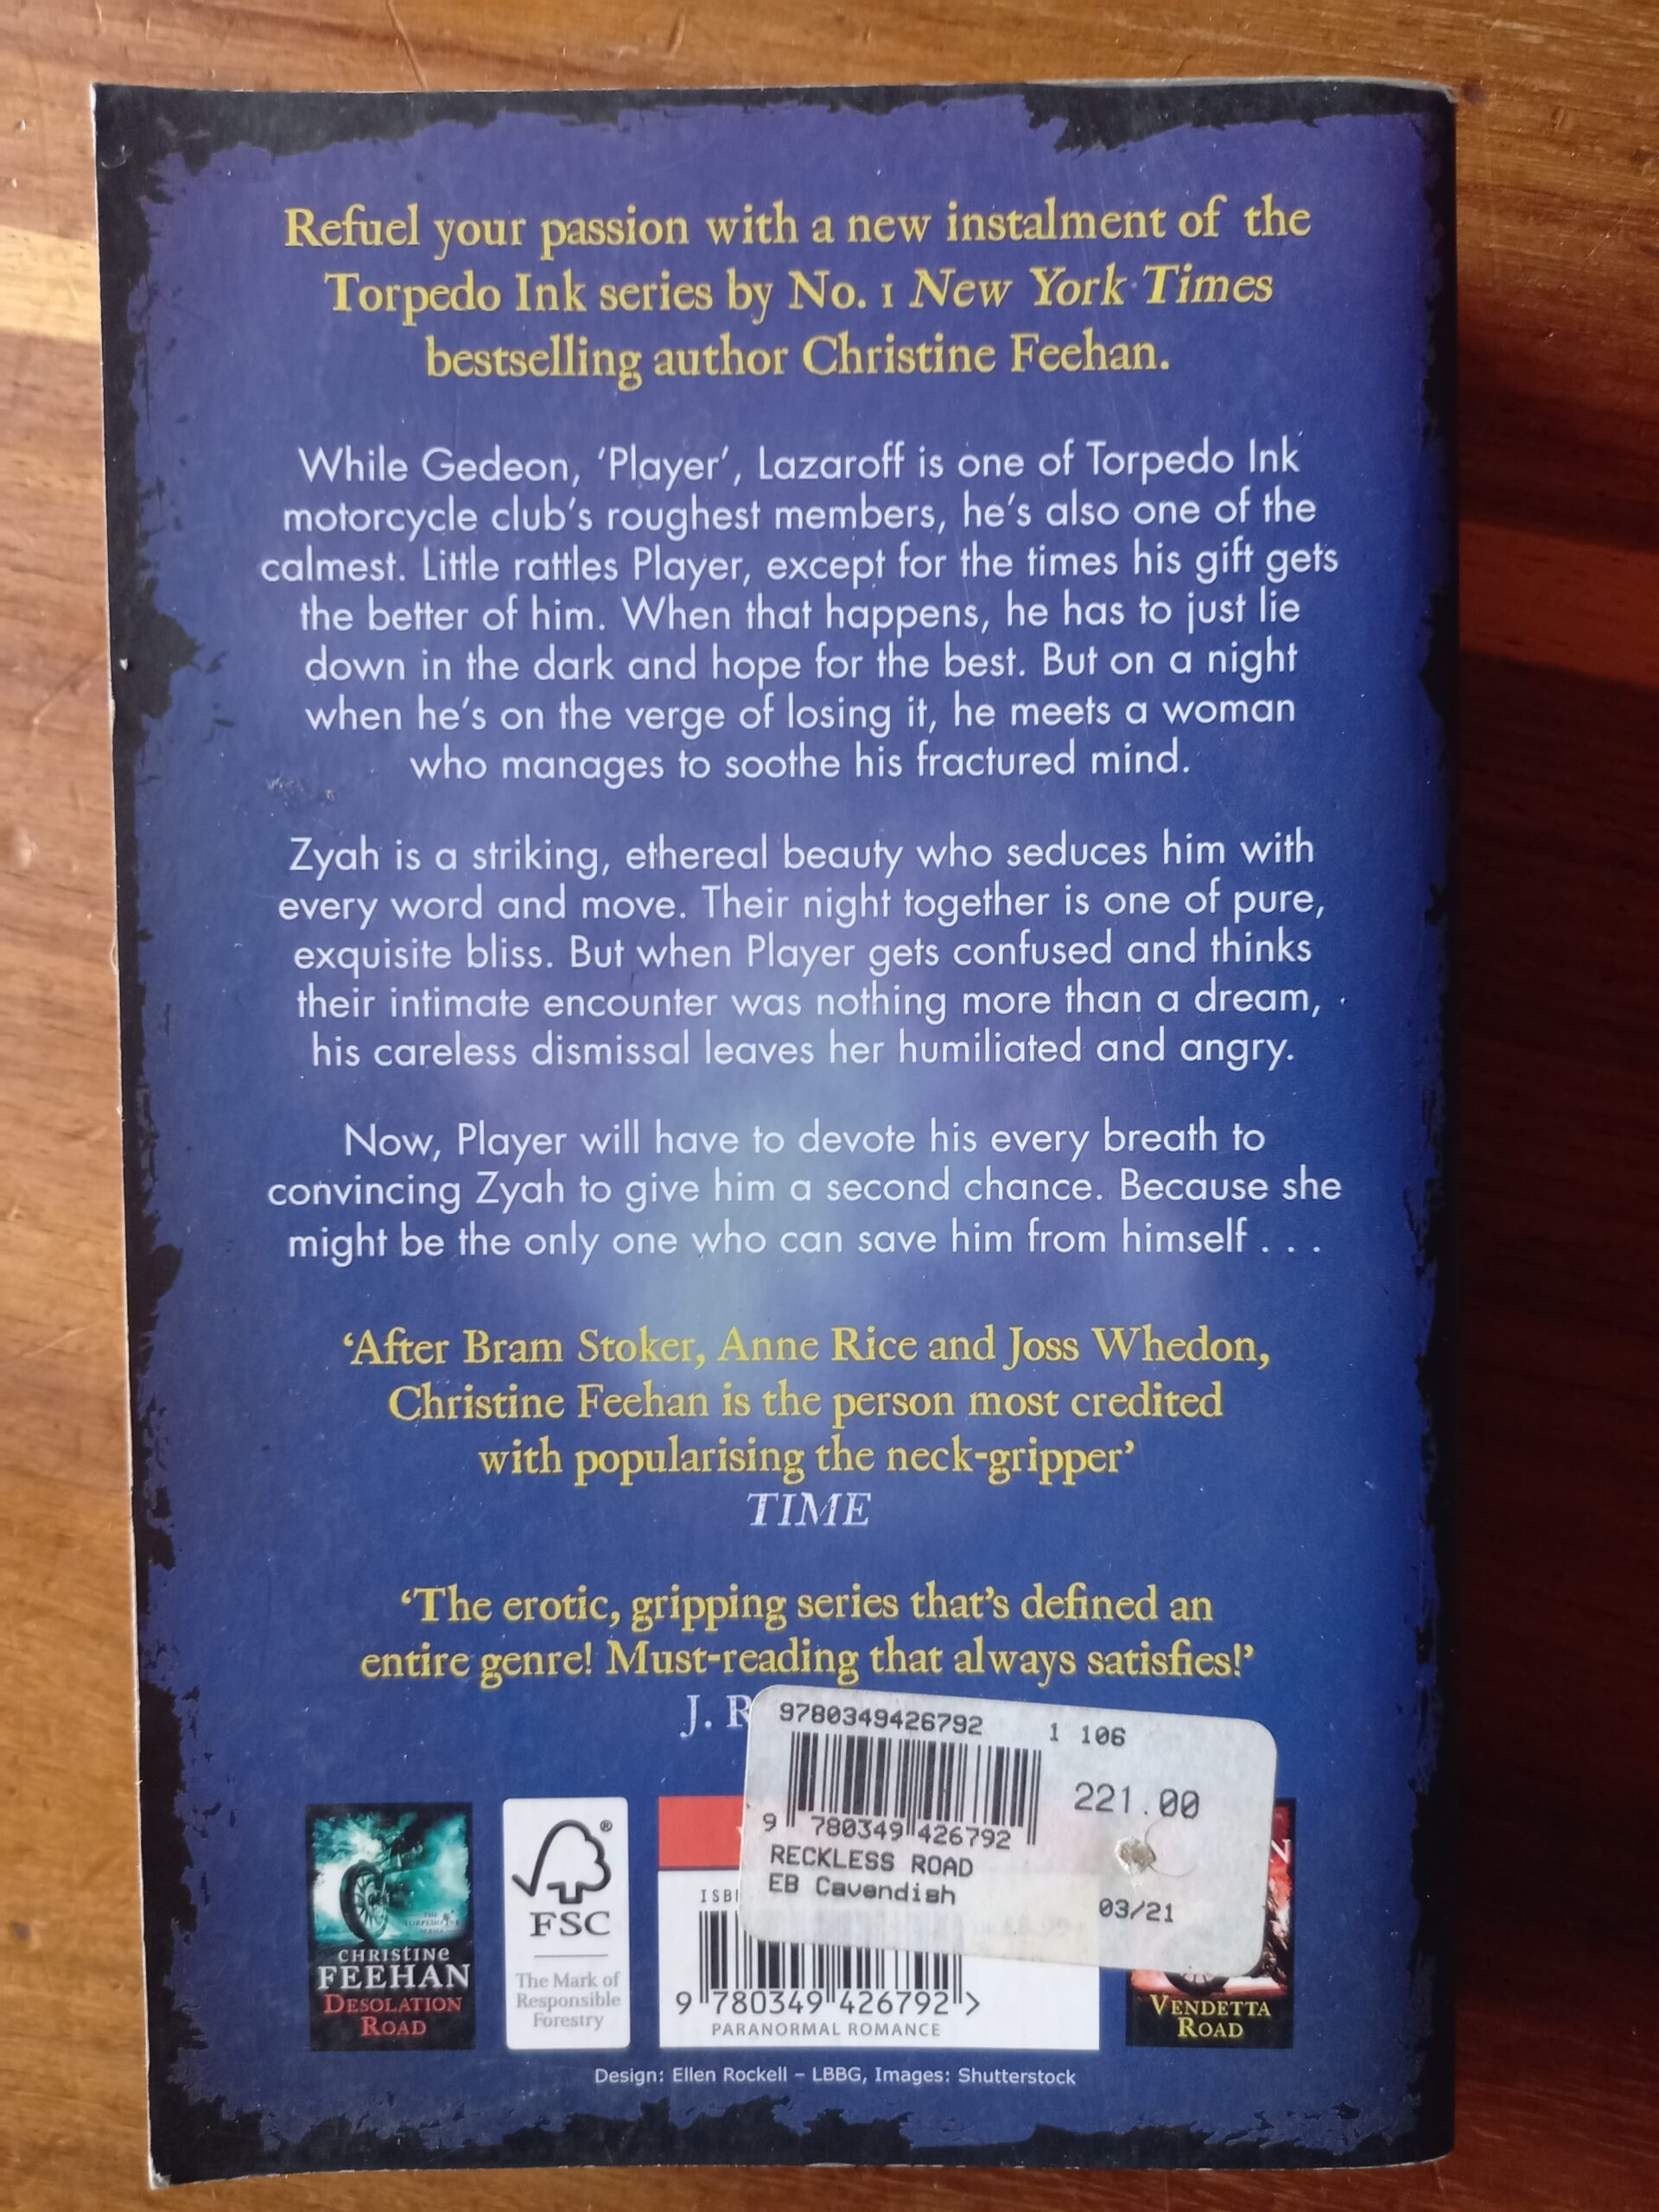 Refuel your passion with a new instalment of the
Torpedo Ink series by No. 1 New York Times
bestselling author Christine Feehan.
While Gedeon, ‘Player’, Lazaroff is one of Torpedo Ink
motorcycle club’s roughest members, he’s also one of the
calmest. Little rattles Player, except for the times his gift gets
the better of him. When that happens, he has to just lie
down in the dark and hope for the best. But on a night
when he’s on the verge of losing it, he meets a woman
who manages to soothe his fractured mind.
Zyah is a striking, ethereal beauty who seduces him with
every word and move. Their night together is one of pure,
exquisite bliss. But when Player gets confused and thinks
their intimate encounter was nothing more than a dream,
his careless dismissal leaves her humiliated and angry.
Now, Player will have to devote his every breath to
convincing Zyah to give him a second chance. Because she
might be the only one who can save him from himself . . .
‘After Bram Stoker, Anne Rice and Joss Whedon,
Christine Feehan is the person most credited
with popularising the neck-gripper’
TIME
‘The erotic, gripping series that’s defined an
entire genre! Must-reading that always satisfies!’
J. R
9780349426792 1 106
221.00
9 780349 426792
RECKLESS ROAD
EB Cavendish
03/21
CHRISTINE
FEEHAN
DESOLATION
ROAD
®
FSC
The Mark of
Responsible
Forestry
ISB
9 780349 426792 >
PARANORMAL ROMANCE
N
VENDETTA
ROAD
Design: Ellen Rockell – LBBG, Images: Shutterstock